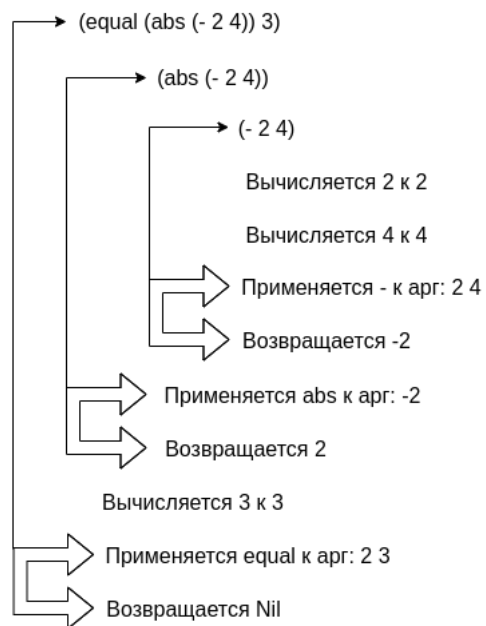 (equal (abs (- 2 4)) 3)
(abs (- 2 4))
(- 2 4)
Вычисляется 2 к 2
Вычисляется 4 к 4
Применяется - к арг: 2 4
Возвращается -2
Применяется abs к арг: -2
Возвращается 2
Вычисляется 3 к 3
Применяется equal к арг: 2 3
Возвращается Nil